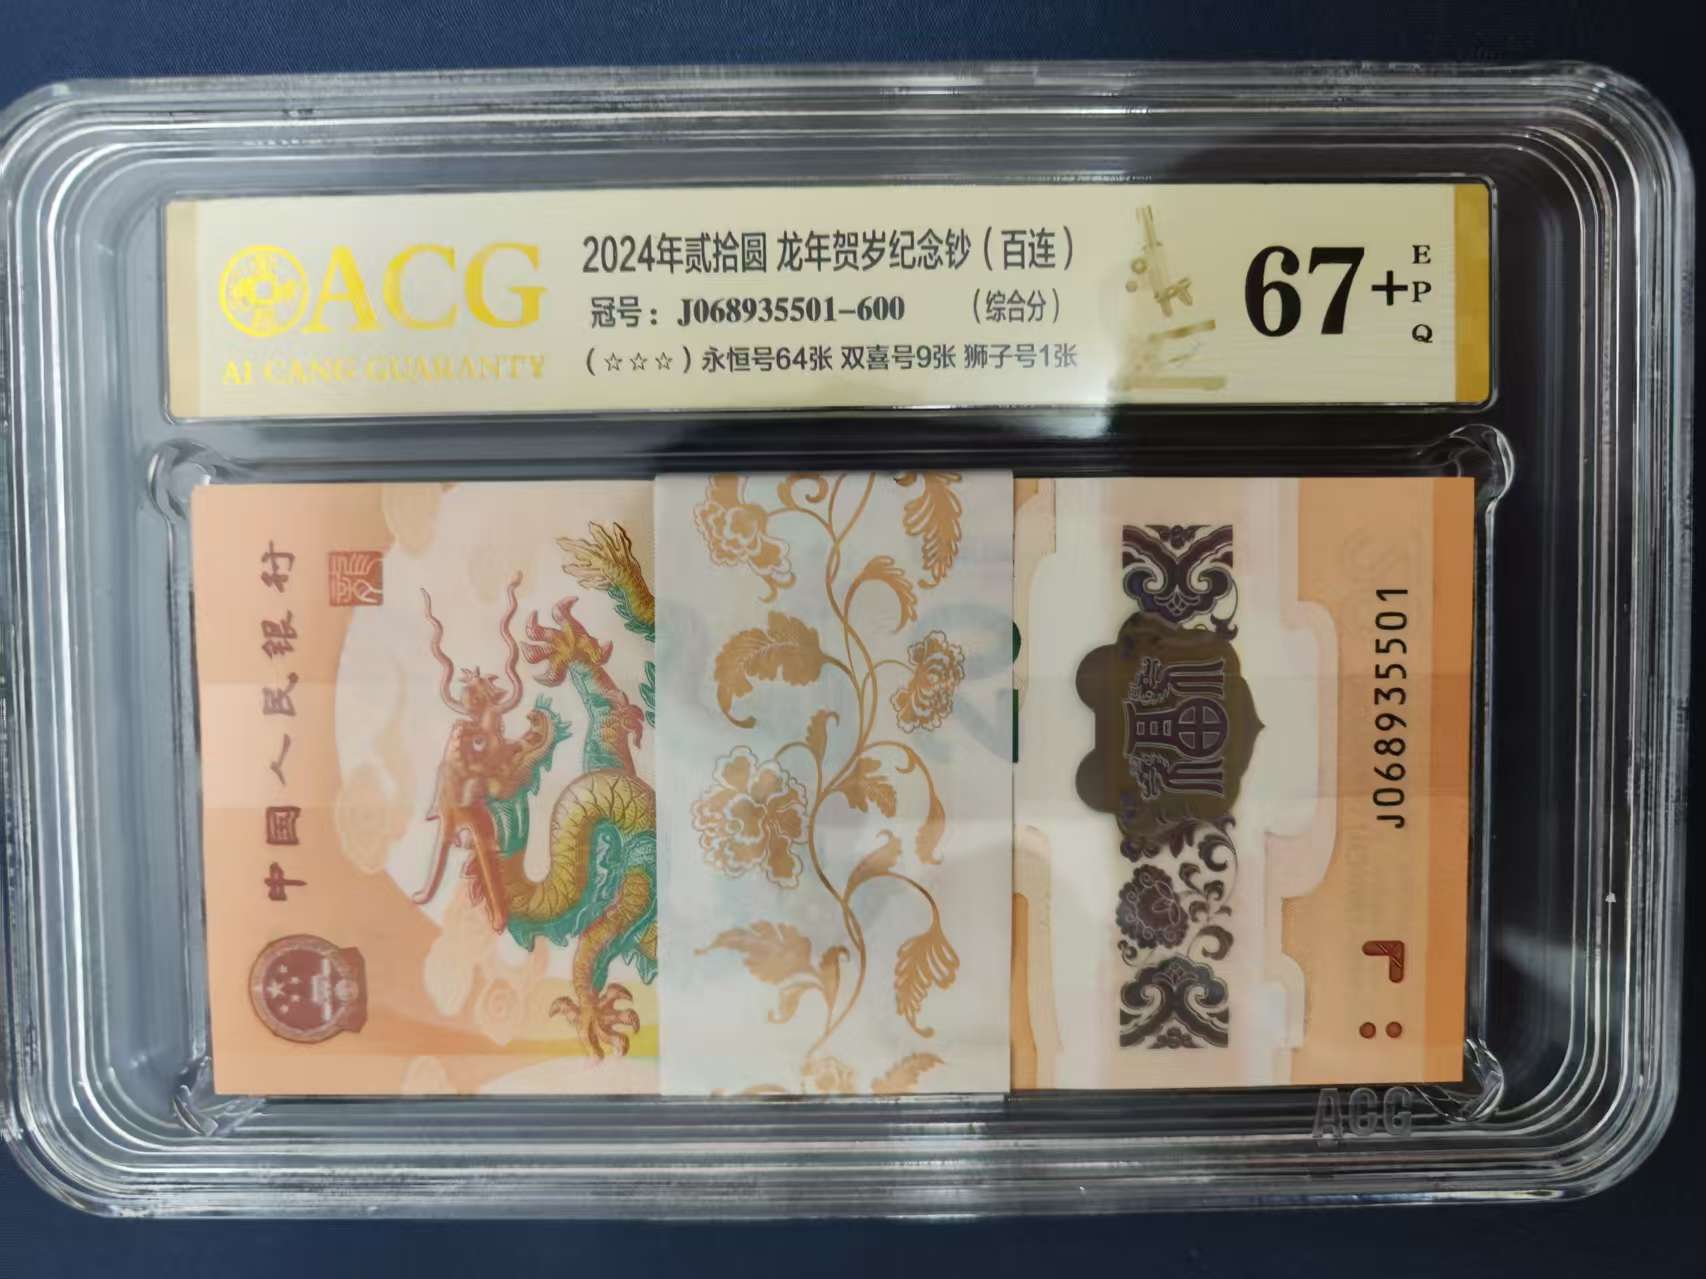 ACG
AI CANG GUARANTY
2024年贰拾圆 龙年贺岁纪念钞（百连）
冠号：J068935501-600 （综合分）
（☆☆☆）永恒号64张 双喜号9张 狮子号1张
67+
EPQ
中国人民银行
福
J068935501
ACG